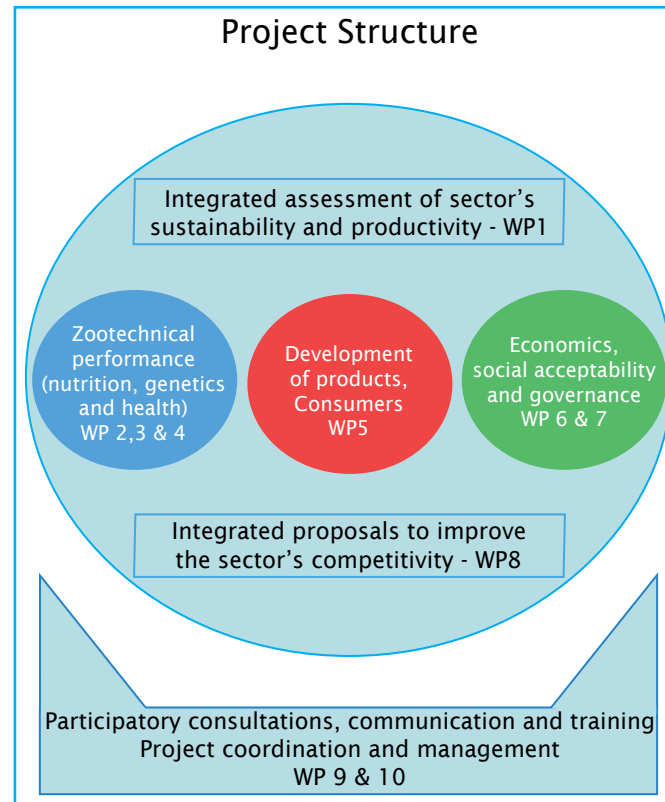 Project Structure
Integrated assessment of sector's
sustainability and productivity - WP1
Zootechnical
performance
(nutrition, genetics
and health)
WP 2,3 & 4
Development
of products,
Consumers
WP5
Economics,
social acceptability
and governance
WP 6 & 7
Integrated proposals to improve
the sector's competitivity - WP8
Participatory consultations, communication and training
Project coordination and management
WP 9 & 10